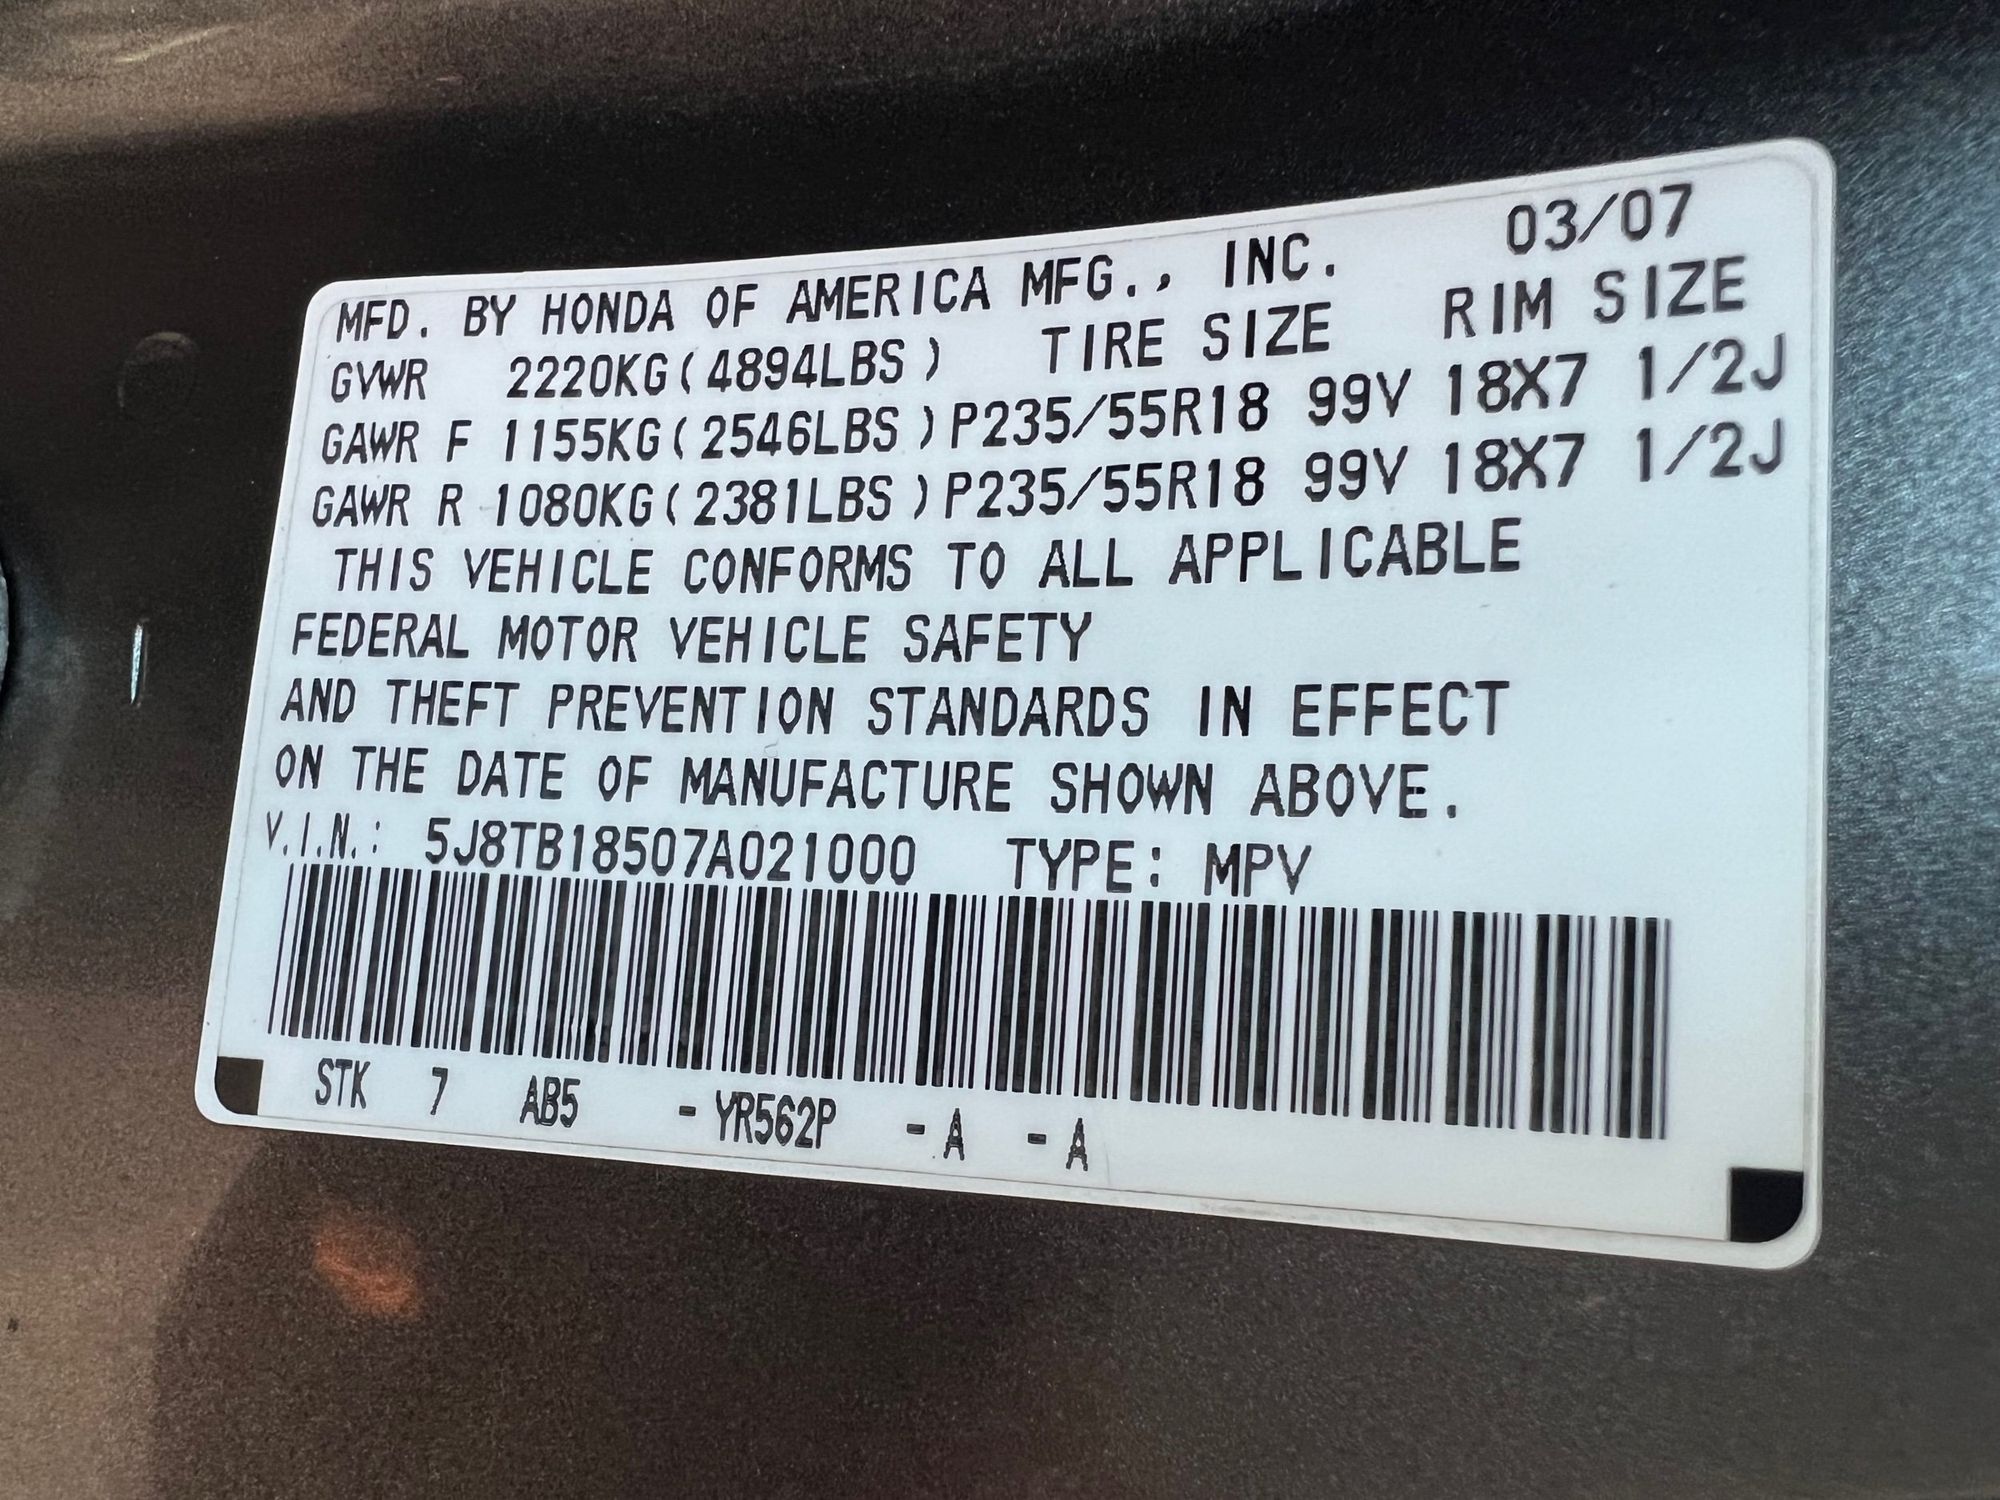 MFD. BY HONDA OF AMERICA MFG., INC. 03/07
GVWR 2220KG(4894LBS) TIRE SIZE RIM SIZE
GAWR F 1155KG(2546LBS)P235/55R18 99V 18X7 1/2J
GAWR R 1080KG(2381LBS)P235/55R18 99V 18X7 1/2J
THIS VEHICLE CONFORMS TO ALL APPLICABLE
FEDERAL MOTOR VEHICLE SAFETY
AND THEFT PREVENTION STANDARDS IN EFFECT
ON THE DATE OF MANUFACTURE SHOWN ABOVE.
V.I.N.: 5J8TB18507A021000 TYPE: MPV
STK 7 AB5 -YR562P -A -A